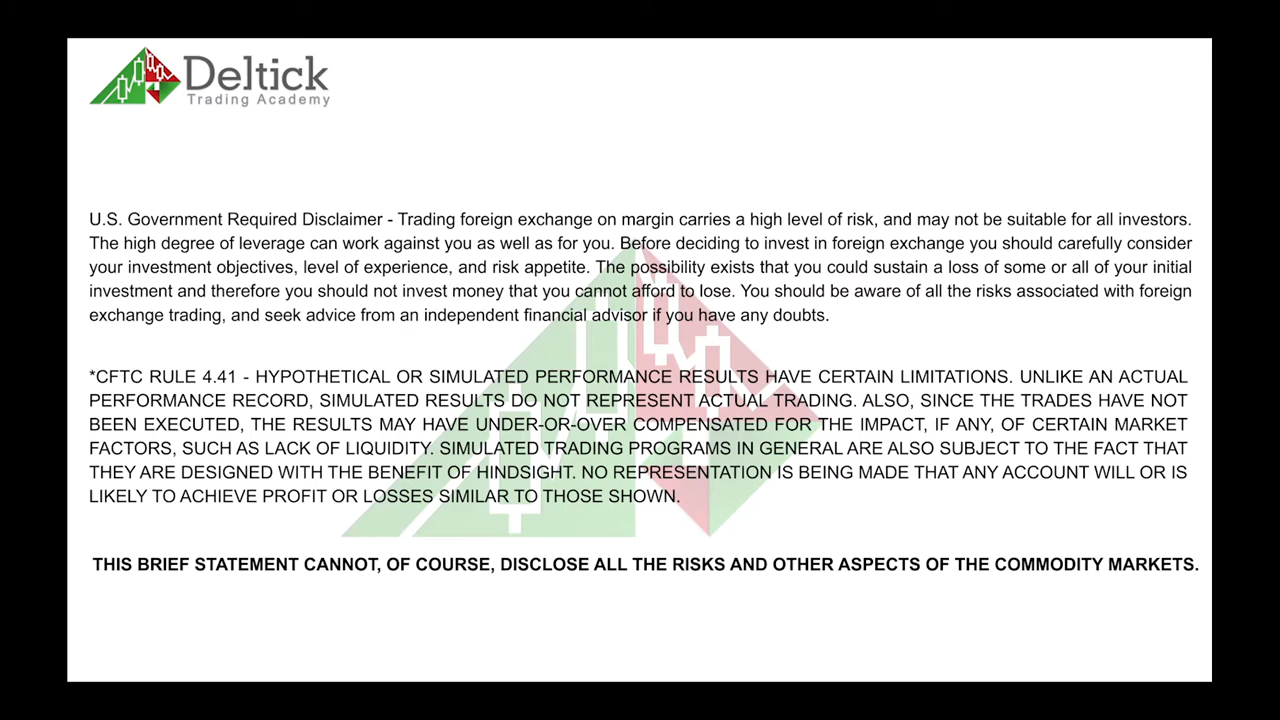 Deltick
Trading Academy
U.S. Government Required Disclaimer - Trading foreign exchange on margin carries a high level of risk, and may not be suitable for all investors.
The high degree of leverage can work against you as well as for you. Before deciding to invest in foreign exchange you should carefully consider
your investment objectives, level of experience, and risk appetite. The possibility exists that you could sustain a loss of some or all of your initial
investment and therefore you should not invest money that you cannot afford to lose. You should be aware of all the risks associated with foreign
exchange trading, and seek advice from an independent financial advisor if you have any doubts.
*CFTC RULE 4.41 - HYPOTHETICAL OR SIMULATED PERFORMANCE RESULTS HAVE CERTAIN LIMITATIONS. UNLIKE AN ACTUAL
PERFORMANCE RECORD, SIMULATED RESULTS DO NOT REPRESENT ACTUAL TRADING. ALSO, SINCE THE TRADES HAVE NOT
BEEN EXECUTED, THE RESULTS MAY HAVE UNDER-OR-OVER COMPENSATED FOR THE IMPACT, IF ANY, OF CERTAIN MARKET
FACTORS, SUCH AS LACK OF LIQUIDITY. SIMULATED TRADING PROGRAMS IN GENERAL ARE ALSO SUBJECT TO THE FACT THAT
THEY ARE DESIGNED WITH THE BENEFIT OF HINDSIGHT. NO REPRESENTATION IS BEING MADE THAT ANY ACCOUNT WILL OR IS
LIKELY TO ACHIEVE PROFIT OR LOSSES SIMILAR TO THOSE SHOWN.
THIS BRIEF STATEMENT CANNOT, OF COURSE, DISCLOSE ALL THE RISKS AND OTHER ASPECTS OF THE COMMODITY MARKETS.